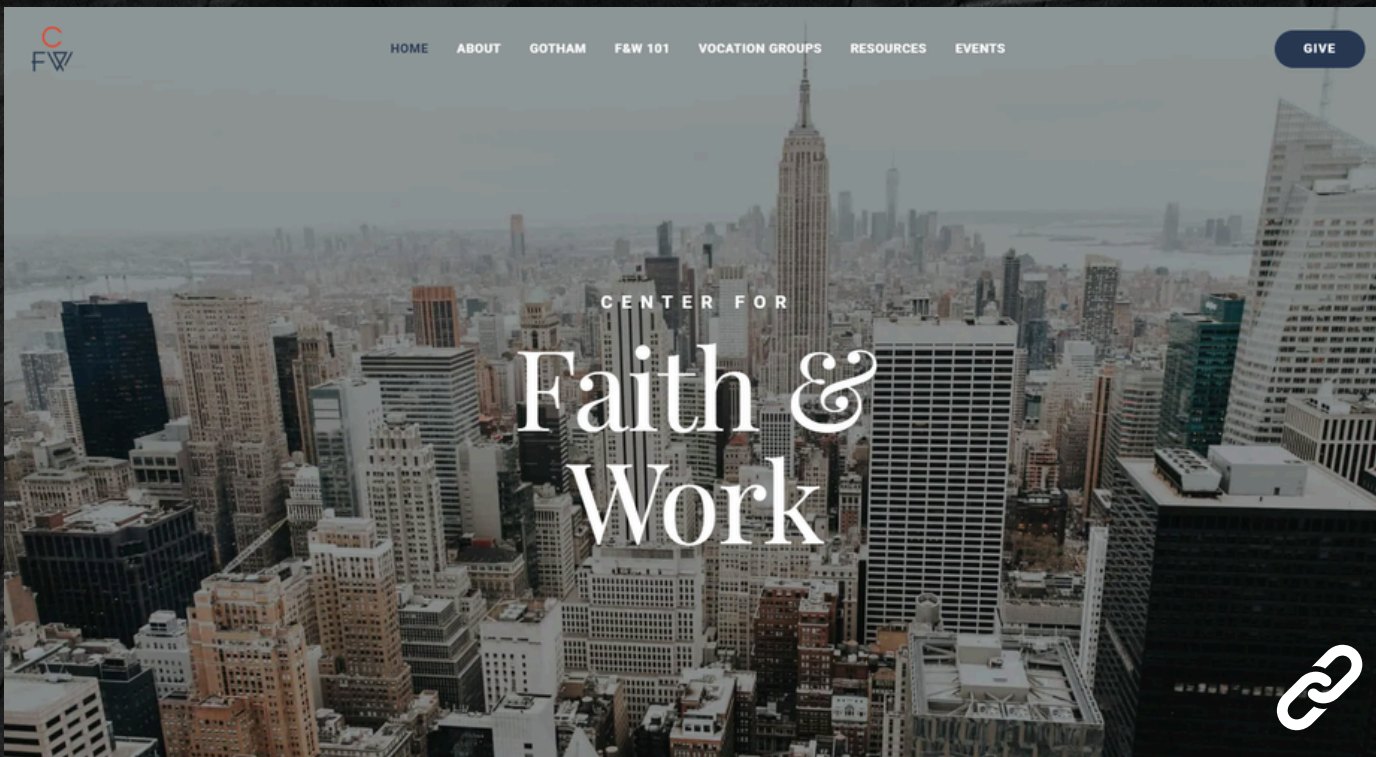 C
FW
HOME ABOUT GOTHAM F&W 101 VOCATION GROUPS RESOURCES EVENTS GIVE
CENTER FOR
Faith &
Work